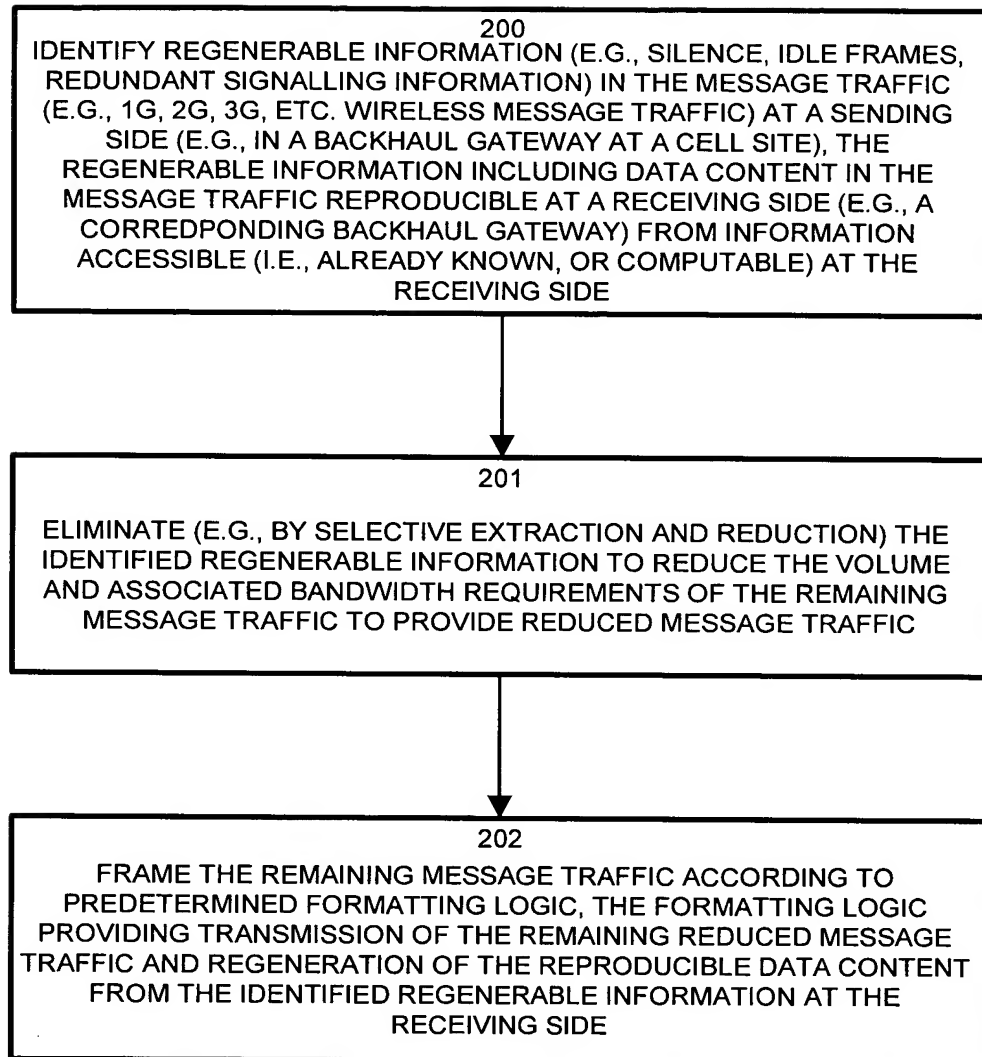 200
IDENTIFY REGENERABLE INFORMATION (E.G., SILENCE, IDLE FRAMES,
REDUNDANT SIGNALLING INFORMATION) IN THE MESSAGE TRAFFIC
(E.G., 1G, 2G, 3G, ETC. WIRELESS MESSAGE TRAFFIC) AT A SENDING
SIDE (E.G., IN A BACKHAUL GATEWAY AT A CELL SITE), THE
REGENERABLE INFORMATION INCLUDING DATA CONTENT IN THE
MESSAGE TRAFFIC REPRODUCIBLE AT A RECEIVING SIDE (E.G., A
CORREDPONDING BACKHAUL GATEWAY) FROM INFORMATION
ACCESSIBLE (I.E., ALREADY KNOWN, OR COMPUTABLE) AT THE
RECEIVING SIDE
201
ELIMINATE (E.G., BY SELECTIVE EXTRACTION AND REDUCTION) THE
IDENTIFIED REGENERABLE INFORMATION TO REDUCE THE VOLUME
AND ASSOCIATED BANDWIDTH REQUIREMENTS OF THE REMAINING
MESSAGE TRAFFIC TO PROVIDE REDUCED MESSAGE TRAFFIC
202
FRAME THE REMAINING MESSAGE TRAFFIC ACCORDING TO
PREDETERMINED FORMATTING LOGIC, THE FORMATTING LOGIC
PROVIDING TRANSMISSION OF THE REMAINING REDUCED MESSAGE
TRAFFIC AND REGENERATION OF THE REPRODUCIBLE DATA CONTENT
FROM THE IDENTIFIED REGENERABLE INFORMATION AT THE
RECEIVING SIDE